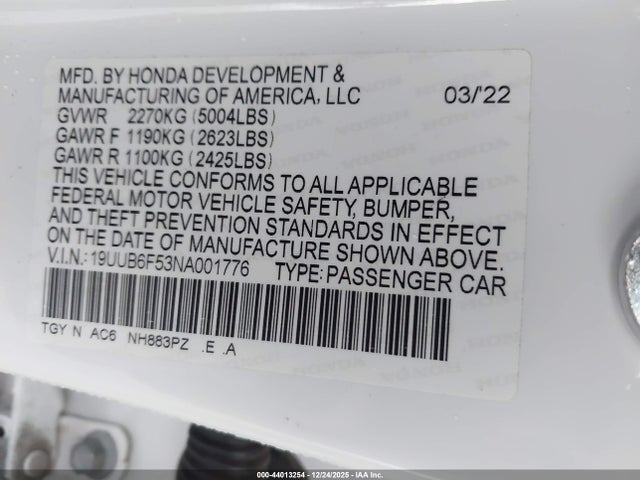 MFD. BY HONDA DEVELOPMENT &
MANUFACTURING OF AMERICA, LLC 03/'22
GVWR 2270KG (5004LBS)
GAWR F 1190KG (2623LBS)
GAWR R 1100KG (2425LBS)
THIS VEHICLE CONFORMS TO ALL APPLICABLE
FEDERAL MOTOR VEHICLE SAFETY, BUMPER,
AND THEFT PREVENTION STANDARDS IN EFFECT
ON THE DATE OF MANUFACTURE SHOWN ABOVE.
V.I.N.: 19UUB6F53NA001776 TYPE: PASSENGER CAR
TGY N AC6 NH883PZ .E .A
000-44013254 - 12/24/2025 - IAA Inc.